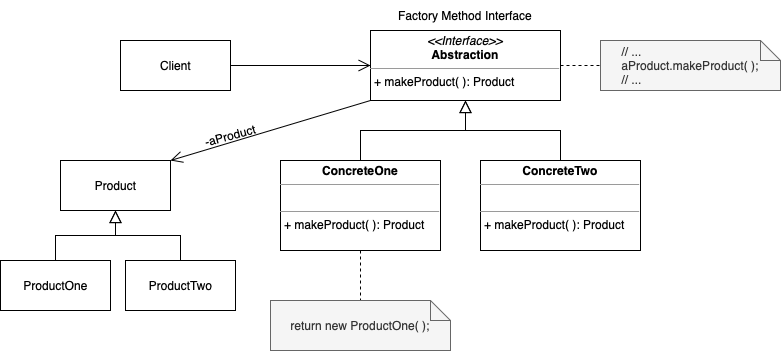 Factory Method Interface
Client
<<Interface>>
Abstraction
+ makeProduct( ): Product
// ...
aProduct.makeProduct( );
// ...
-aProduct
Product
ConcreteOne
+ makeProduct( ): Product
ConcreteTwo
+ makeProduct( ): Product
ProductOne
ProductTwo
return new ProductOne( );